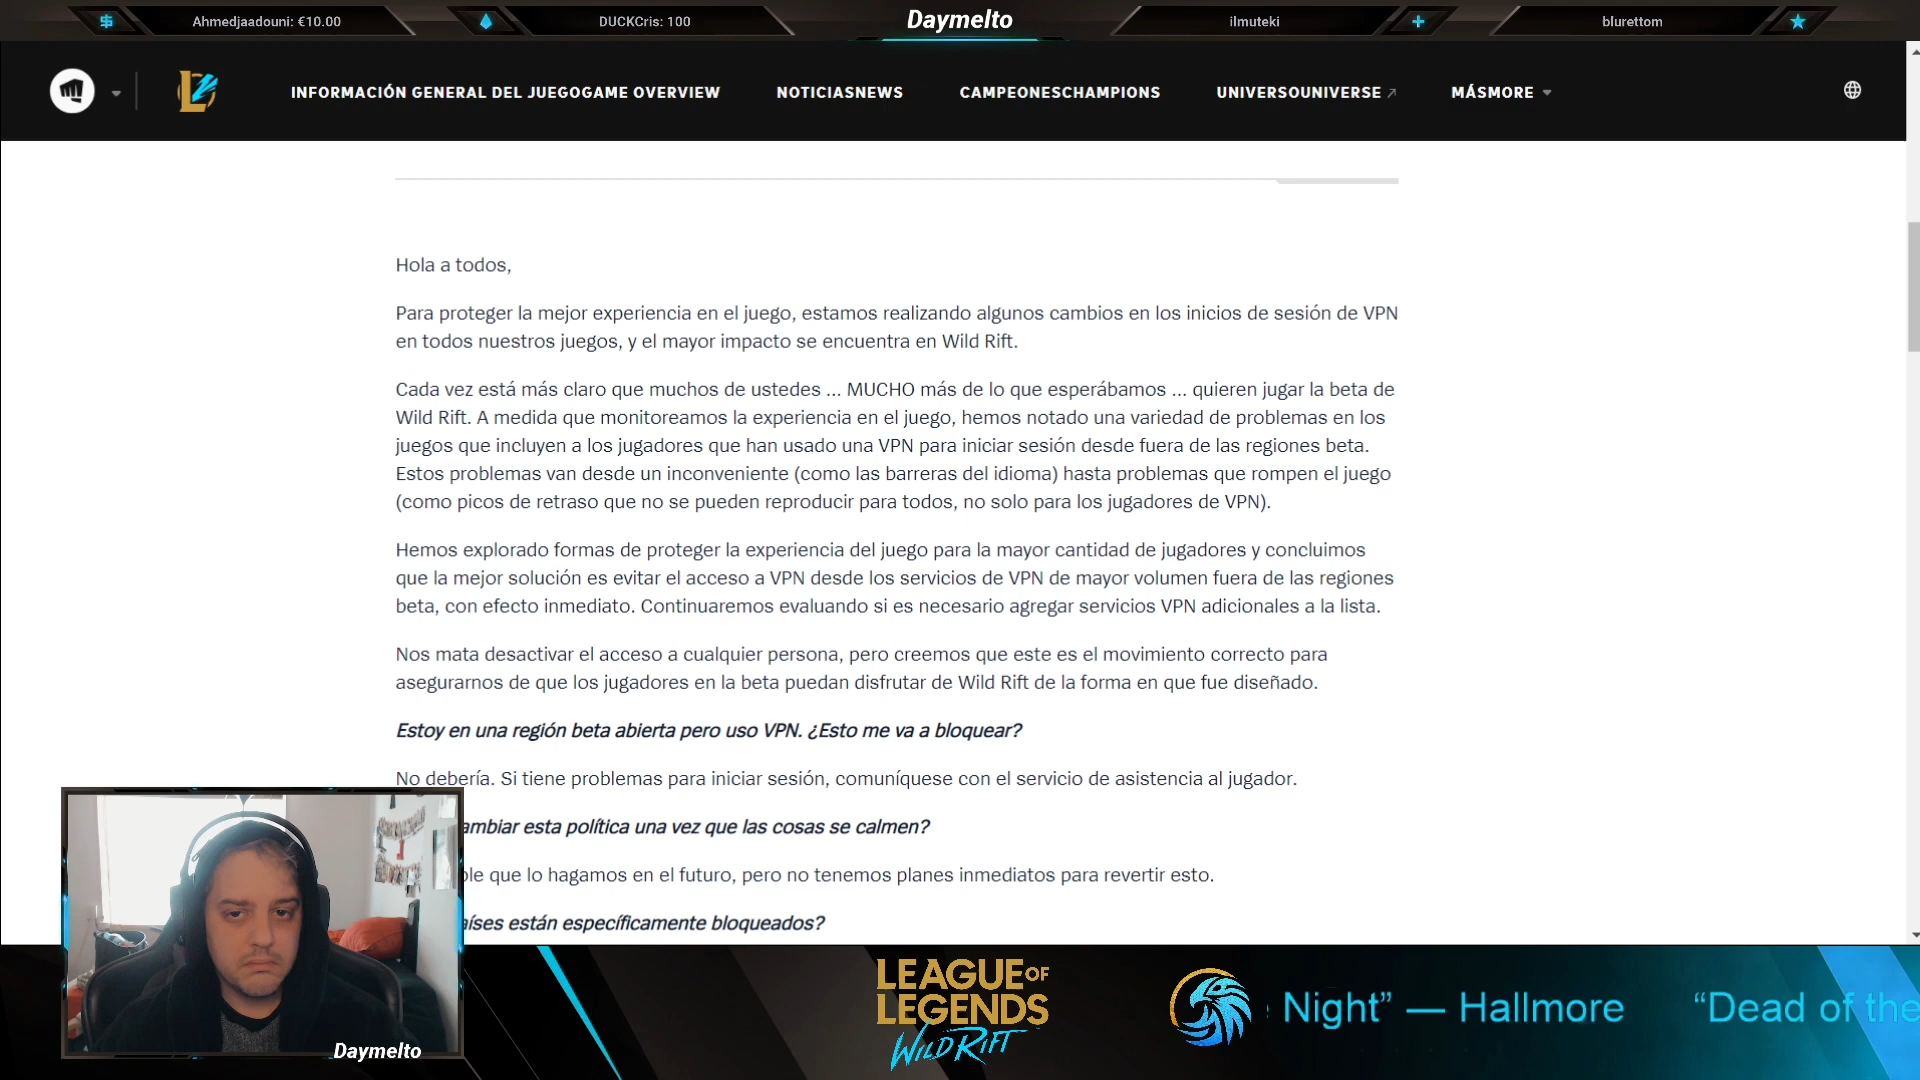 Ahmedjaadouni: €10.00
DUCKCris: 100
Daymelto
ilmuteki
blurettom
INFORMACIÓN GENERAL DEL JUEGOGAME OVERVIEW
NOTICIASNEWS
CAMPEONESCHAMPIONS
UNIVERSOUNIVERSE
MÁSMORE
Hola a todos,
Para proteger la mejor experiencia en el juego, estamos realizando algunos cambios en los inicios de sesión de VPN
en todos nuestros juegos, y el mayor impacto se encuentra en Wild Rift.
Cada vez está más claro que muchos de ustedes ... MUCHO más de lo que esperábamos ... quieren jugar la beta de
Wild Rift. A medida que monitoreamos la experiencia en el juego, hemos notado una variedad de problemas en los
juegos que incluyen a los jugadores que han usado una VPN para iniciar sesión desde fuera de las regiones beta.
Estos problemas van desde un inconveniente (como las barreras del idioma) hasta problemas que rompen el juego
(como picos de retraso que no se pueden reproducir para todos, no solo para los jugadores de VPN).
Hemos explorado formas de proteger la experiencia del juego para la mayor cantidad de jugadores y concluimos
que la mejor solución es evitar el acceso a VPN desde los servicios de VPN de mayor volumen fuera de las regiones
beta, con efecto inmediato. Continuaremos evaluando si es necesario agregar servicios VPN adicionales a la lista.
Nos mata desactivar el acceso a cualquier persona, pero creemos que este es el movimiento correcto para
asegurarnos de que los jugadores en la beta puedan disfrutar de Wild Rift de la forma en que fue diseñado.
Estoy en una región beta abierta pero uso VPN. ¿Esto me va a bloquear?
No debería. Si tiene problemas para iniciar sesión, comuníquese con el servicio de asistencia al jugador.
ambiar esta política una vez que las cosas se calmen?
ble que lo hagamos en el futuro, pero no tenemos planes inmediatos para revertir esto.
aíses están específicamente bloqueados?
Daymelto
LEAGUE OF
LEGENDS
WILD RIFT
Night” — Hallmore “Dead of the